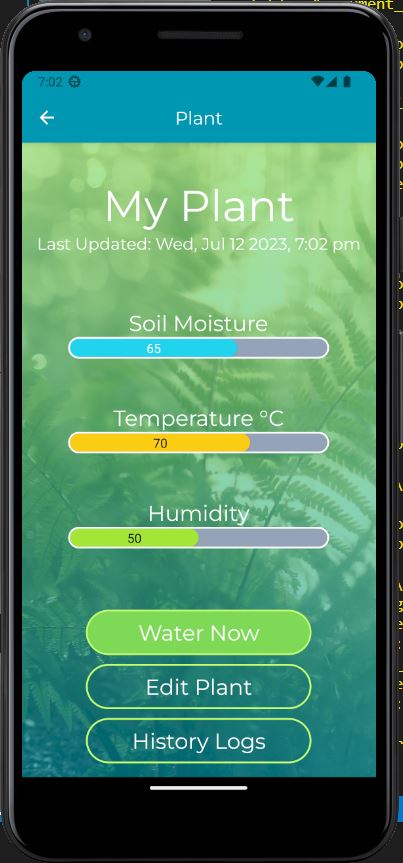 7:02
Plant
My Plant
Last Updated: Wed, Jul 12 2023, 7:02 pm
Soil Moisture
65
Temperature °C
70
Humidity
50
Water Now
Edit Plant
History Logs